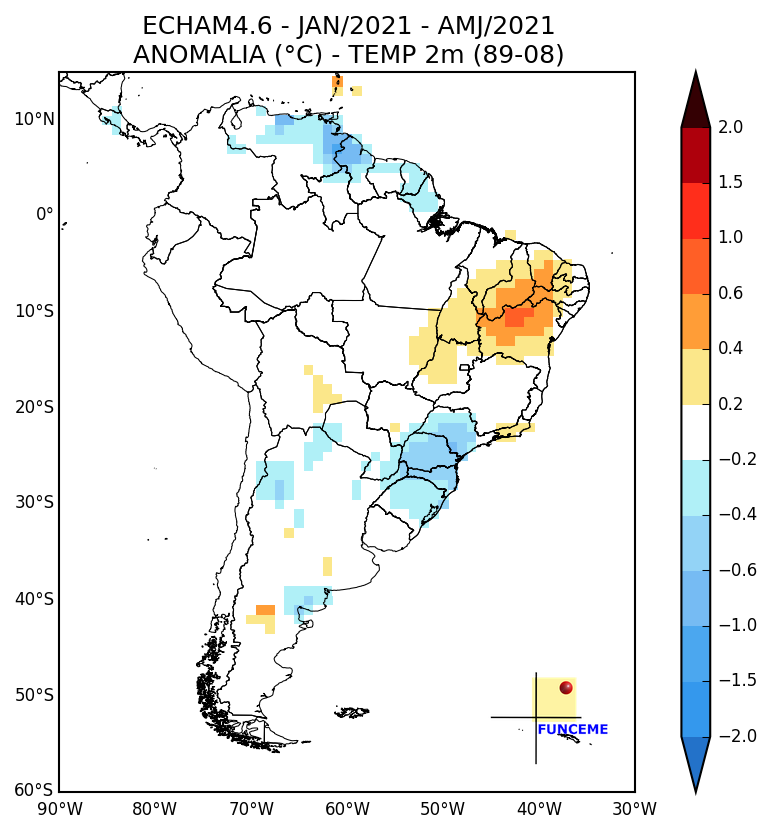 ECHAM4.6 - JAN/2021 - AMJ/2021
ANOMALIA (°C) - TEMP 2m (89-08)
10°N
0°
10°S
20°S
30°S
40°S
50°S
60°S
90°W 80°W 70°W 60°W 50°W 40°W 30°W
2.0
1.5
1.0
0.6
0.4
0.2
−0.2
−0.4
−0.6
−1.0
−1.5
−2.0
FUNCEME